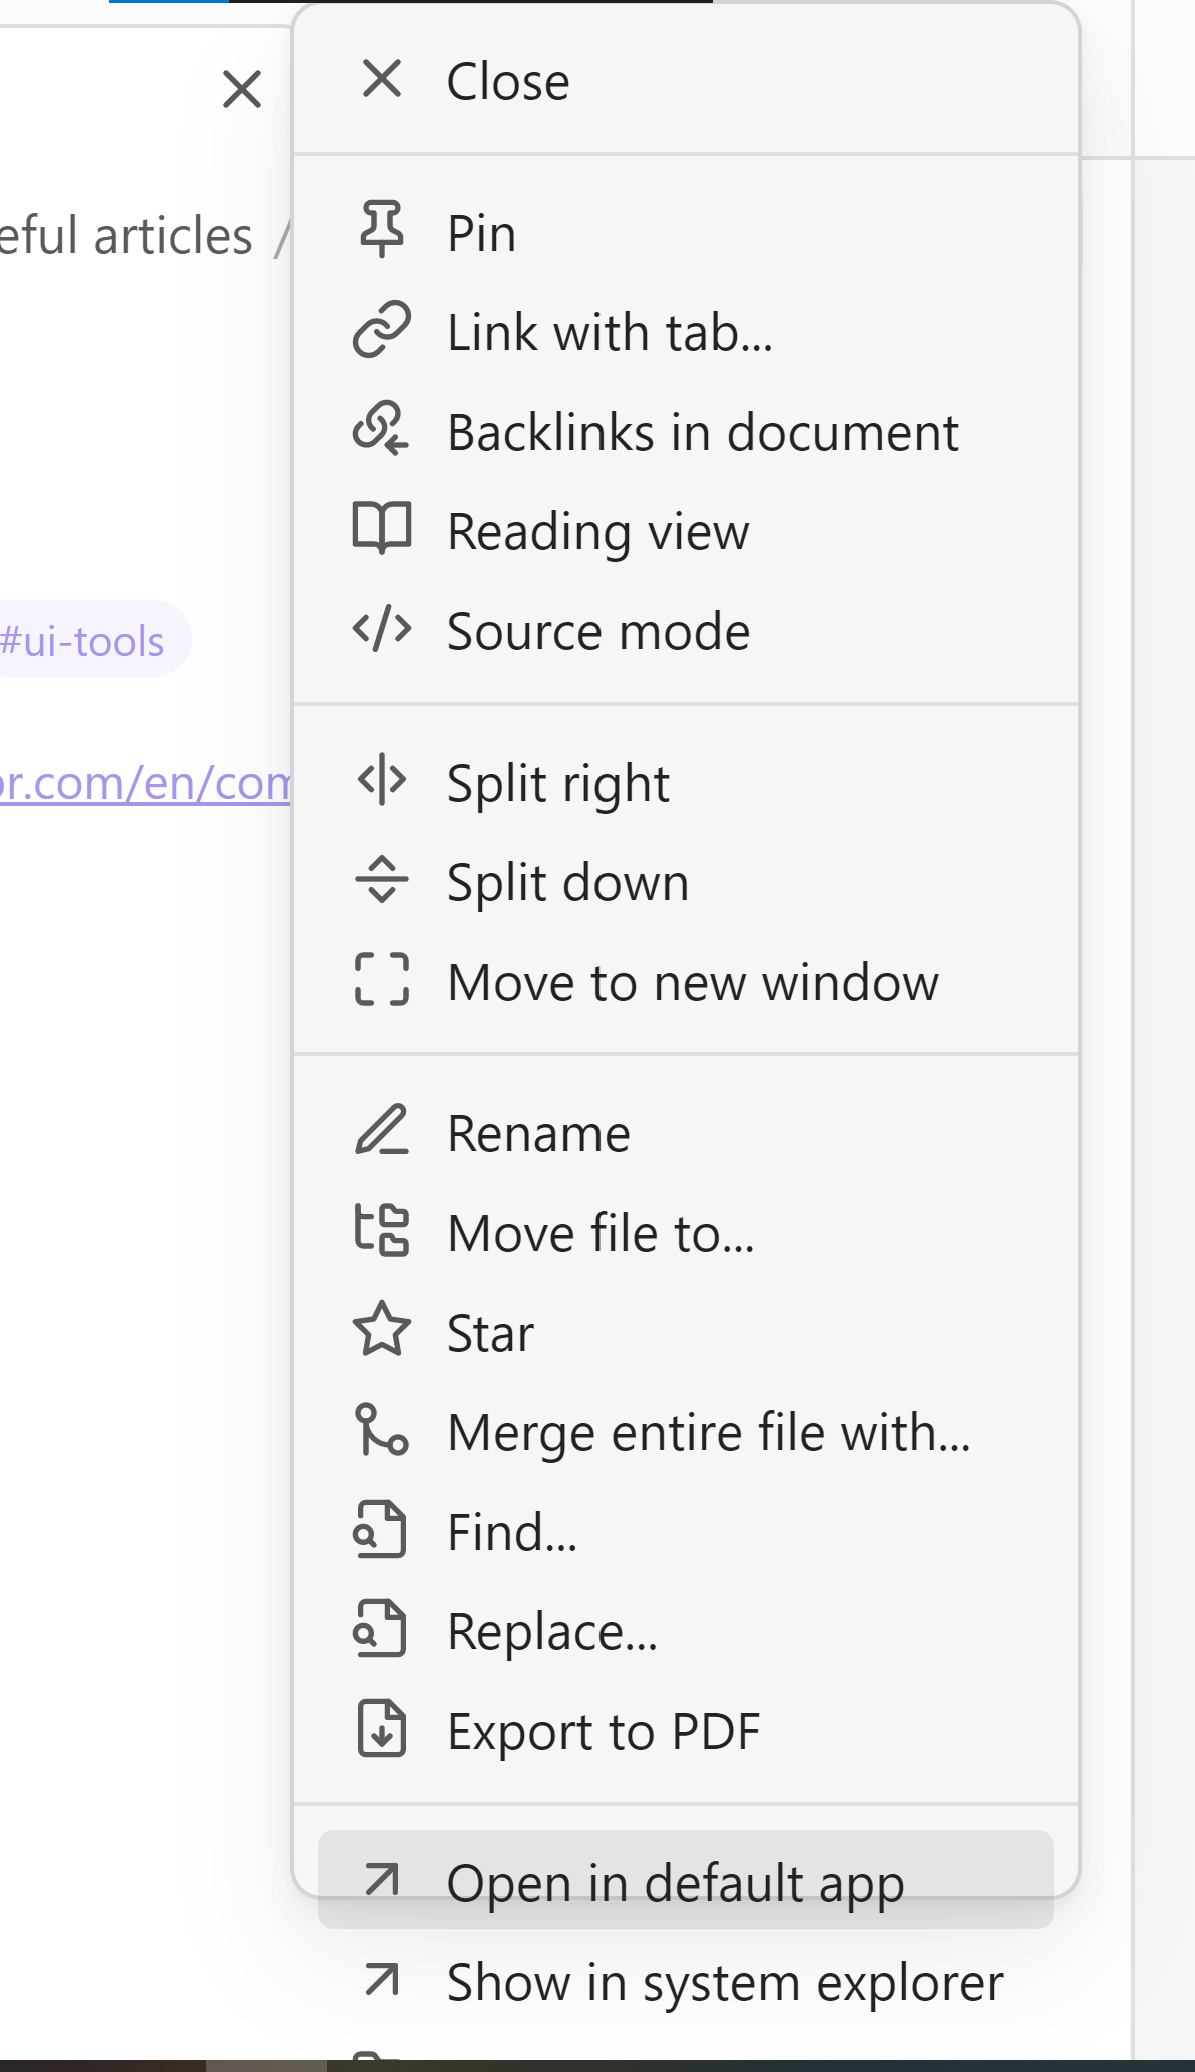 Close
eful articles /
Pin
Link with tab...
Backlinks in document
Reading view
Source mode
#ui-tools
or.com/en/com
Split right
Split down
Move to new window
Rename
Move file to...
Star
Merge entire file with...
Find...
Replace...
Export to PDF
Open in default app
Show in system explorer